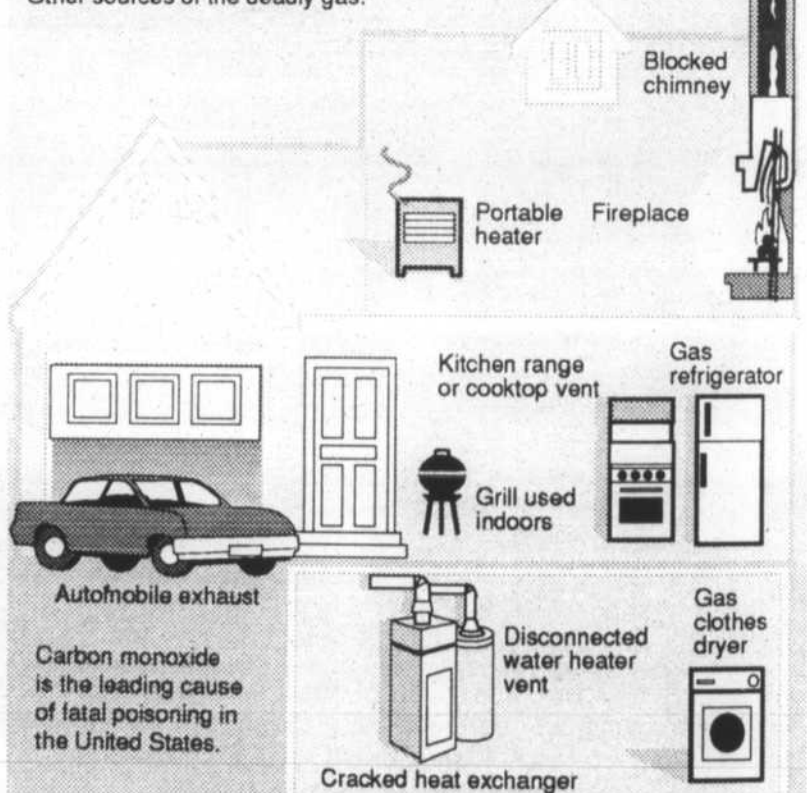 Other sources of the deadly gas:
Blocked
chimney
Portable
heater
Fireplace
Kitchen range
or cooktop vent
Gas
refrigerator
Grill used
indoors
Automobile exhaust
Carbon monoxide
is the leading cause
of fatal poisoning in
the United States.
Disconnected
water heater
vent
Gas
clothes
dryer
Cracked heat exchanger